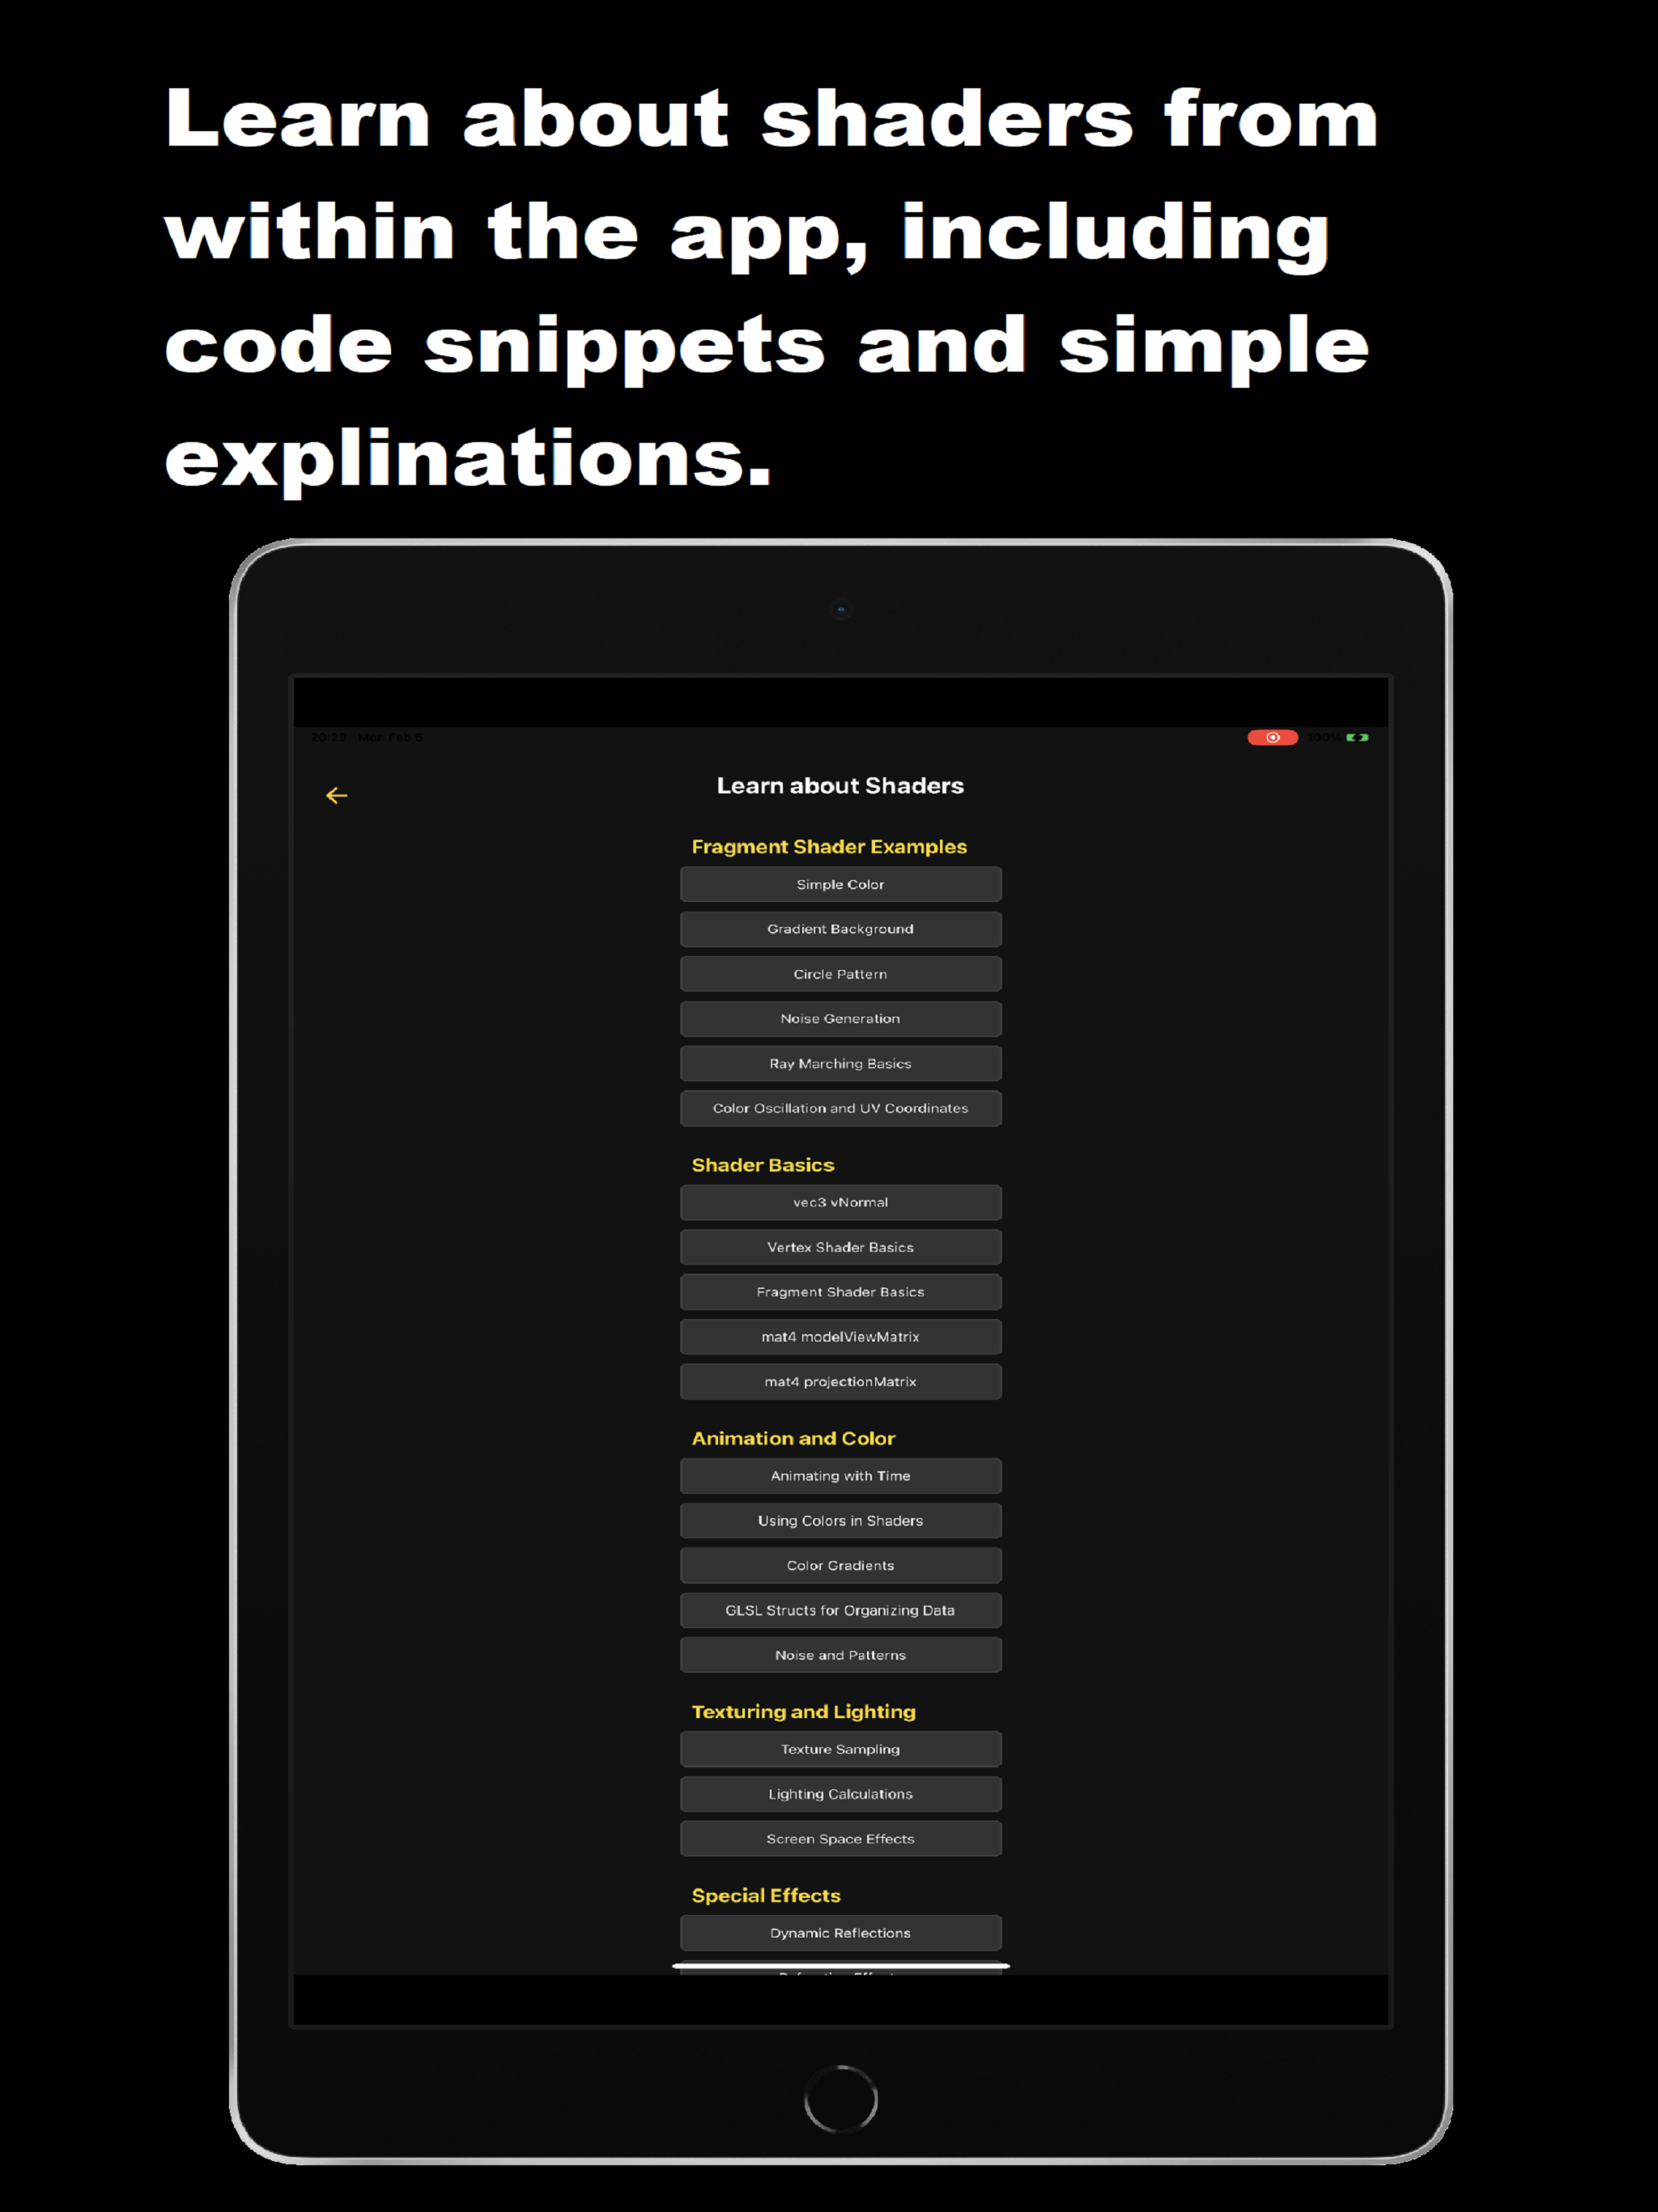 Learn about shaders from
within the app, including
code snippets and simple
explinations.
20:29 Mon Feb 5
100%
Learn about Shaders
Fragment Shader Examples
Simple Color
Gradient Background
Circle Pattern
Noise Generation
Ray Marching Basics
Color Oscillation and UV Coordinates
Shader Basics
vec3 vNormal
Vertex Shader Basics
Fragment Shader Basics
mat4 modelViewMatrix
mat4 projectionMatrix
Animation and Color
Animating with Time
Using Colors in Shaders
Color Gradients
GLSL Structs for Organizing Data
Noise and Patterns
Texturing and Lighting
Texture Sampling
Lighting Calculations
Screen Space Effects
Special Effects
Dynamic Reflections